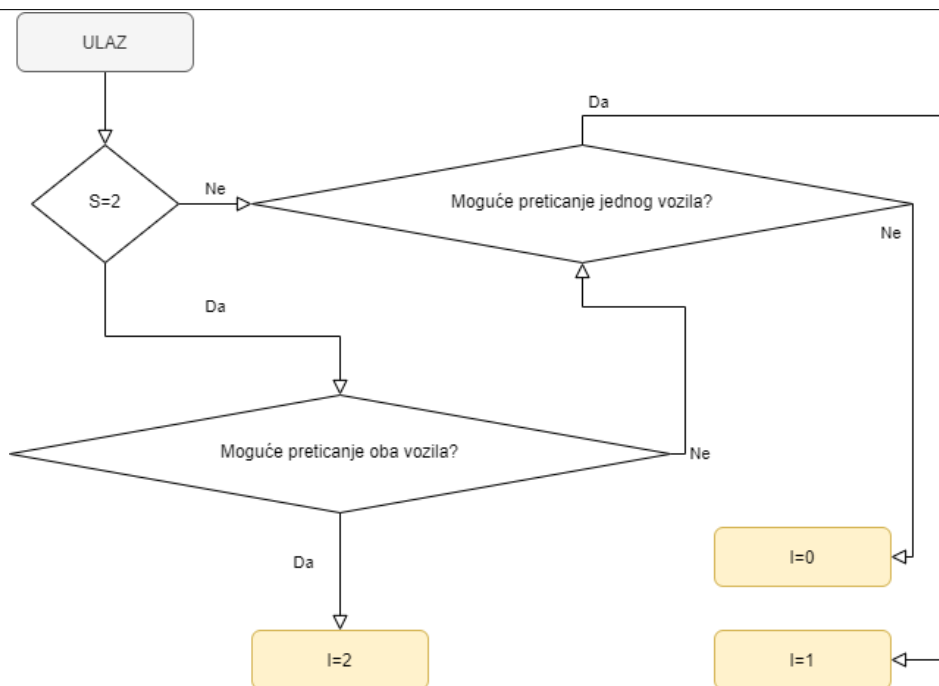 ULAZ
Da
S=2
Ne
Moguće preticanje jednog vozila?
Ne
Da
Moguće preticanje oba vozila?
Ne
Da
I=0
I=2
I=1